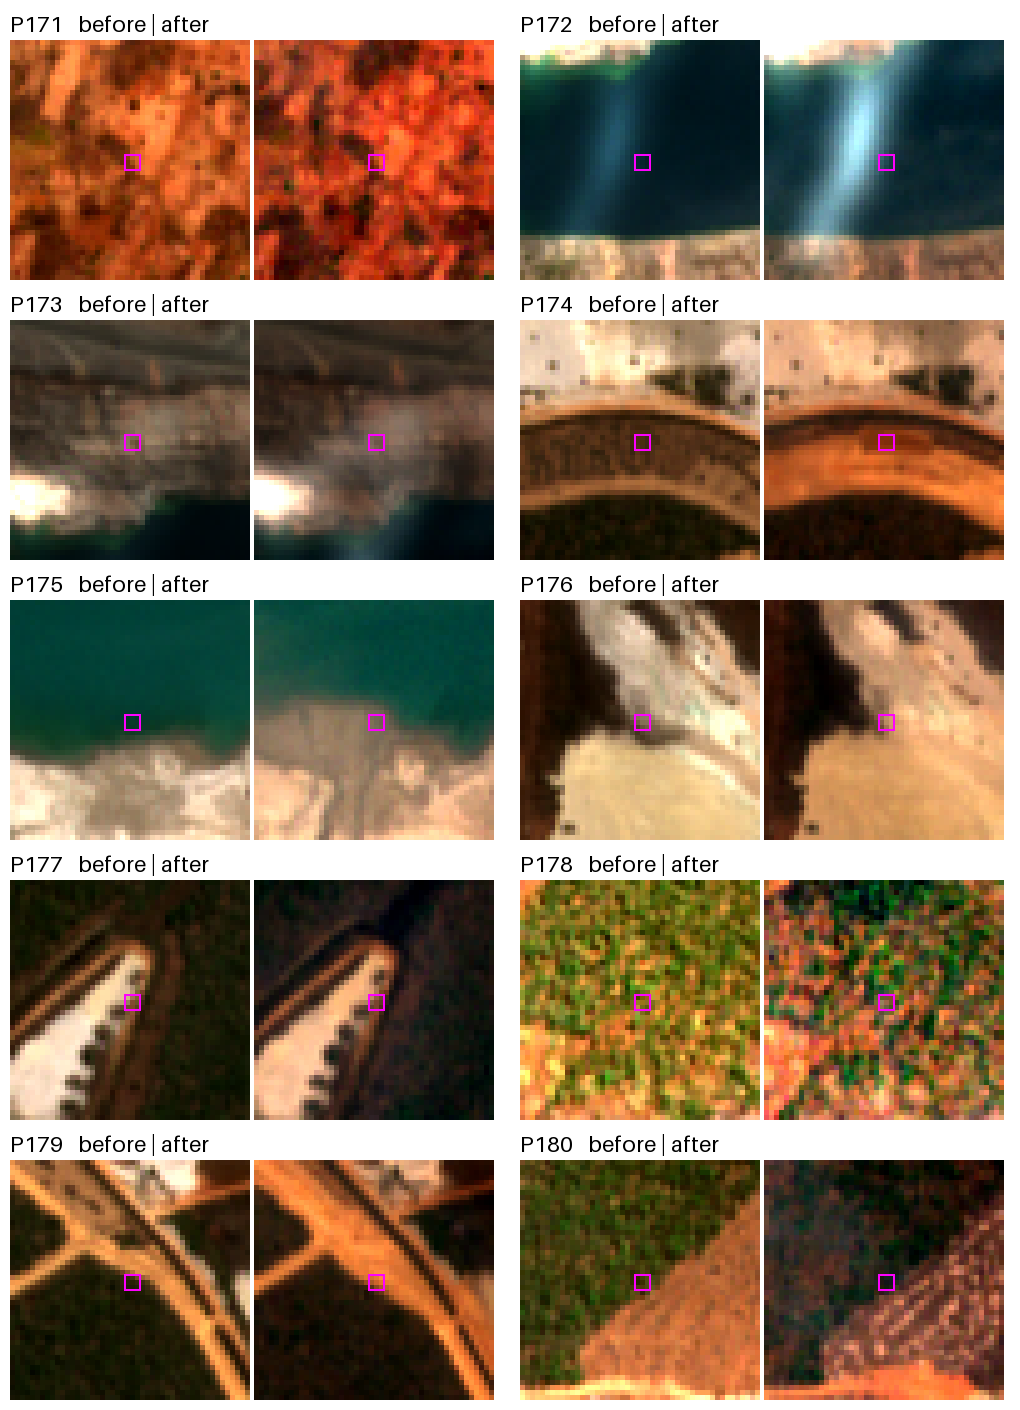 P171 before | after
P172 before | after
P173 before | after
P174 before | after
P175 before | after
P176 before | after
P177 before | after
P178 before | after
P179 before | after
P180 before | after